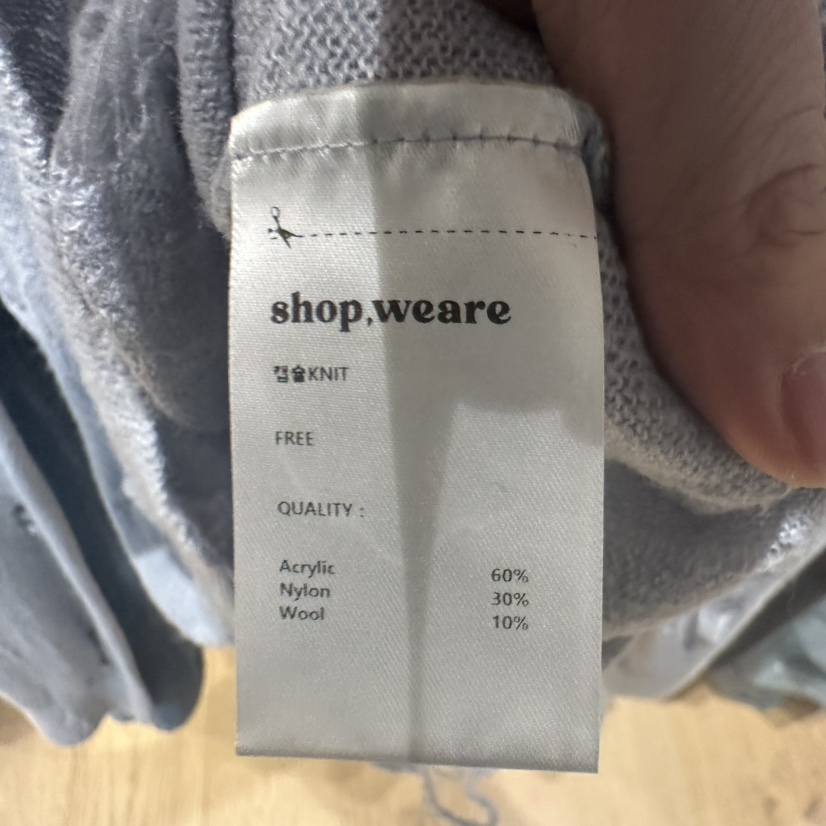 shop,weare
캡슐KNIT
FREE
QUALITY :
Acrylic 60%
Nylon 30%
Wool 10%